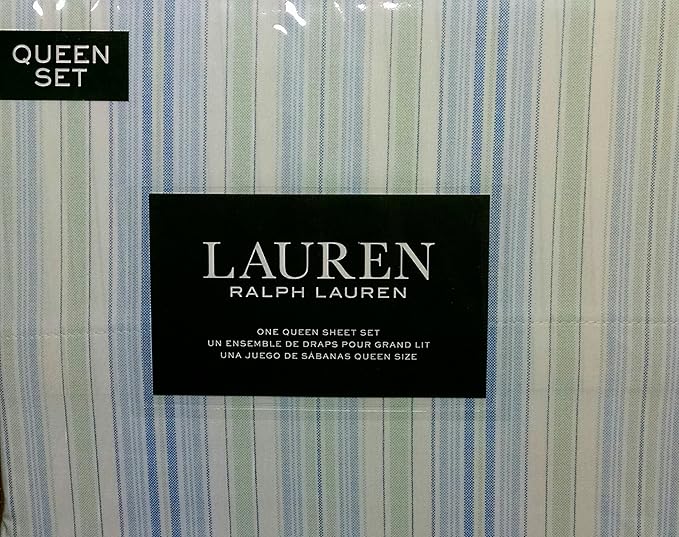 QUEEN
SET
LAUREN
RALPH LAUREN
ONE QUEEN SHEET SET
UN ENSEMBLE DE DRAPS POUR GRAND LIT
UNA JUEGO DE SÁBANAS QUEEN SIZE